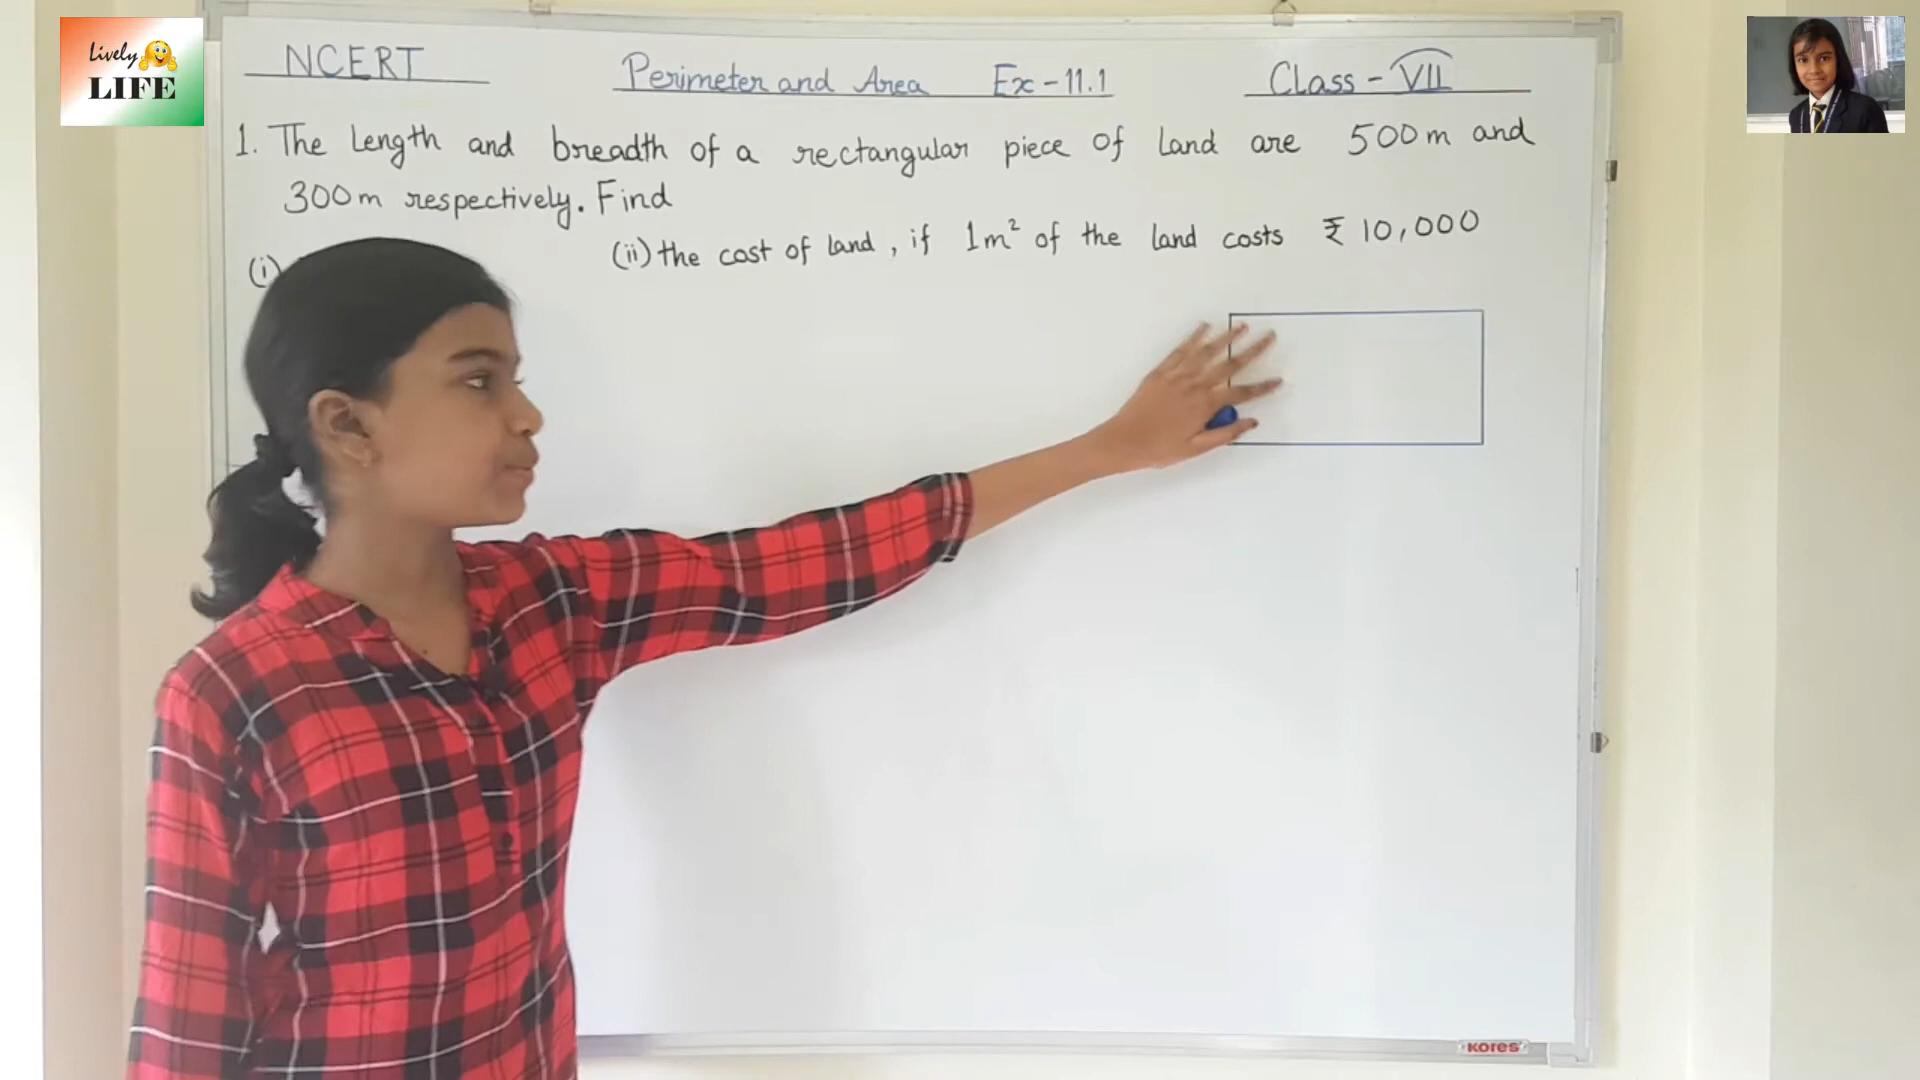 Lively
LIFE
NCERT
Perimeter and Area Ex-11.1
Class - VII
1. The length and breadth of a rectangular piece of land are 500m and
300m respectively. Find
(i)
(ii) the cost of land, if 1m² of the land costs ₹ 10,000
KORES